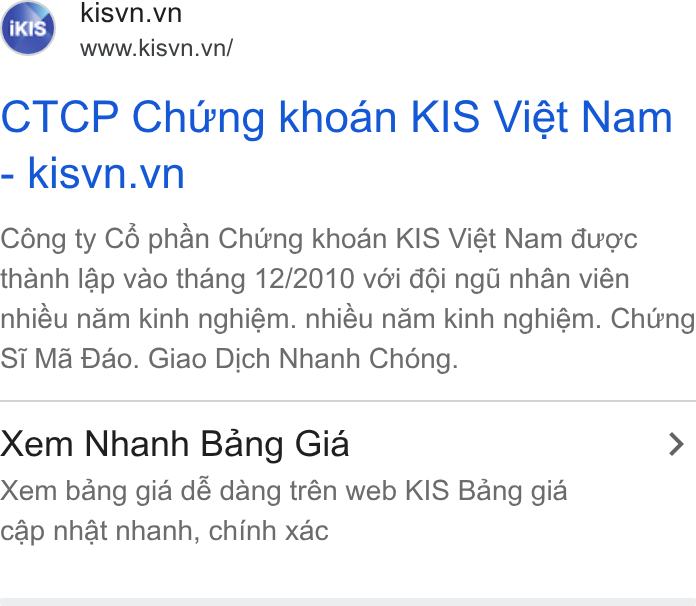 iKIS
kisvn.vn
www.kisvn.vn/
CTCP Chứng khoán KIS Việt Nam
- kisvn.vn
Công ty Cổ phần Chứng khoán KIS Việt Nam được
thành lập vào tháng 12/2010 với đội ngũ nhân viên
nhiều năm kinh nghiệm. nhiều năm kinh nghiệm. Chứng
Sĩ Mã Đáo. Giao Dịch Nhanh Chóng.
Xem Nhanh Bảng Giá
Xem bảng giá dễ dàng trên web KIS Bảng giá
cập nhật nhanh, chính xác